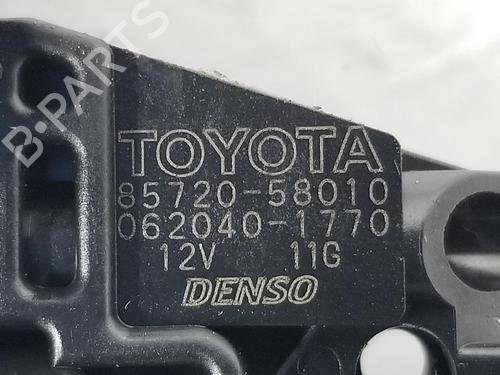 B-PARTS
TOYOTA
85720-58010
062040-1770
12V 11G
DENSO